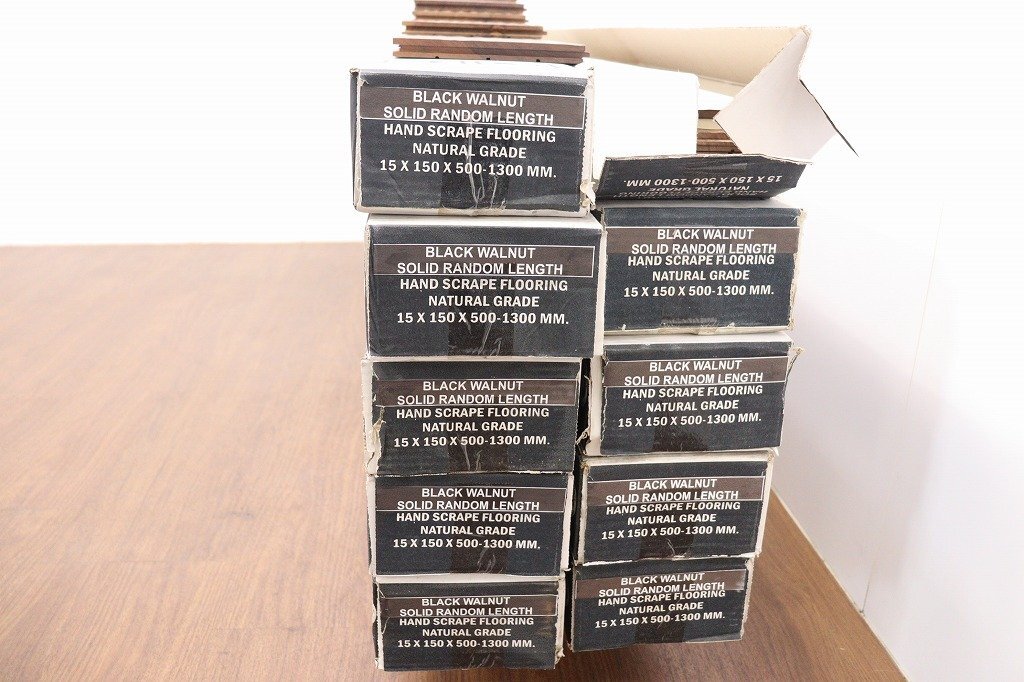 BLACK WALNUT
SOLID RANDOM LENGTH
HAND SCRAPE FLOORING
NATURAL GRADE
15 X 150 X 500-1300 MM.
15 X 150 X 500-1300 MM.
NATURAL GRADE
BLACK WALNUT
SOLID RANDOM LENGTH
HAND SCRAPE FLOORING
NATURAL GRADE
15 X 150 X 500-1300 MM.
BLACK WALNUT
SOLID RANDOM LENGTH
HAND SCRAPE FLOORING
NATURAL GRADE
15 X 150 X 500-1300 MM.
BLACK WALNUT
SOLID RANDOM LENGTH
HAND SCRAPE FLOORING
NATURAL GRADE
15 X 150 X 500-1300 MM.
BLACK WALNUT
SOLID RANDOM LENGTH
HAND SCRAPE FLOORING
NATURAL GRADE
15 X 150 X 500-1300 MM.
BLACK WALNUT
SOLID RANDOM LENGTH
HAND SCRAPE FLOORING
NATURAL GRADE
15 X 150 X 500-1300 MM.
BLACK WALNUT
SOLID RANDOM LENGTH
HAND SCRAPE FLOORING
NATURAL GRADE
15 X 150 X 500-1300 MM.
BLACK WALNUT
SOLID RANDOM LENGTH
HAND SCRAPE FLOORING
NATURAL GRADE
15 X 150 X 500-1300 MM.
BLACK WALNUT
SOLID RANDOM LENGTH
HAND SCRAPE FLOORING
NATURAL GRADE
15 X 150 X 500-1300 MM.